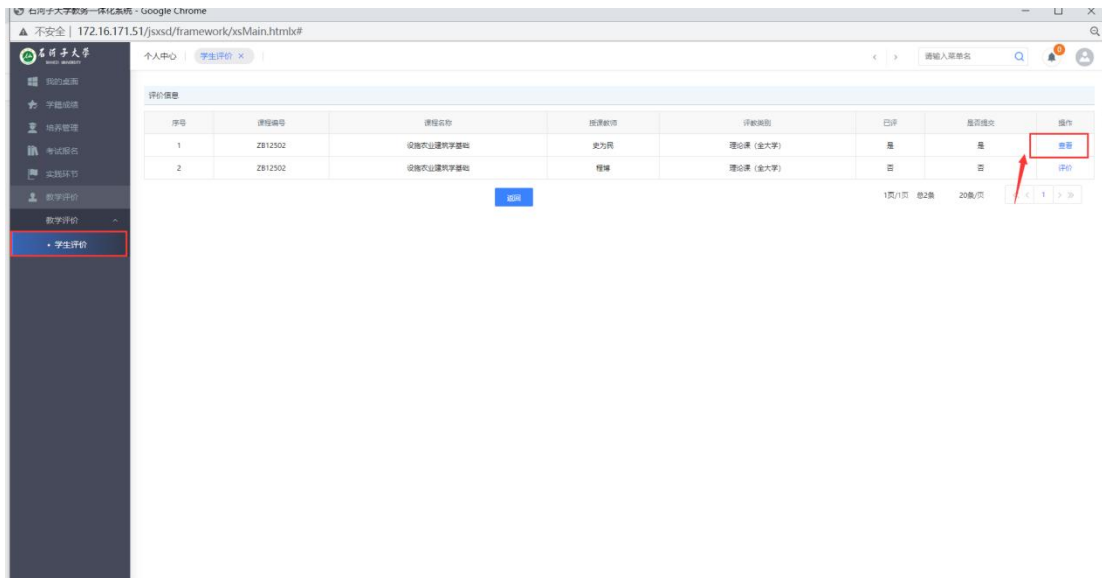 石河子大学教务一体化系统 - Google Chrome
不安全 | 172.16.171.51/jsxsd/framework/xsMain.htmlx#
石河子大学
个人中心 学生评价 ×
请输入菜单名
0
我的桌面
学籍成绩
培养管理
考试报名
实践环节
教学评价
教学评价
• 学生评价
评价信息
序号 课程编号 课程名称 授课教师 评教类别 已评 是否提交 操作
1 ZB12502 设施农业建筑学基础 史为民 理论课（全大学） 是 是 查看
2 ZB12502 设施农业建筑学基础 程博 理论课（全大学） 否 否 评价
返回
1页/1页 总2条 20条/页 1